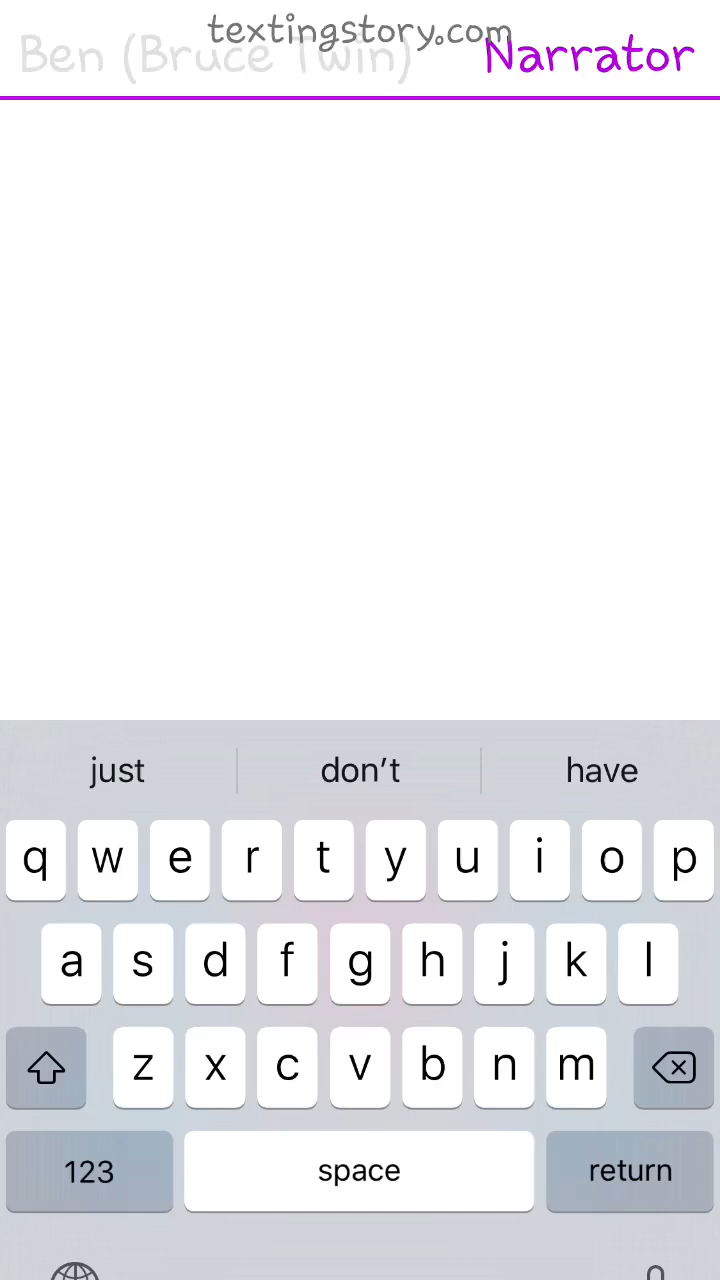 textingstory.com
Ben (Bruce Twin) Narrator
just don't have
q w e r t y u i o p
a s d f g h j k l
z x c v b n m
123 space return